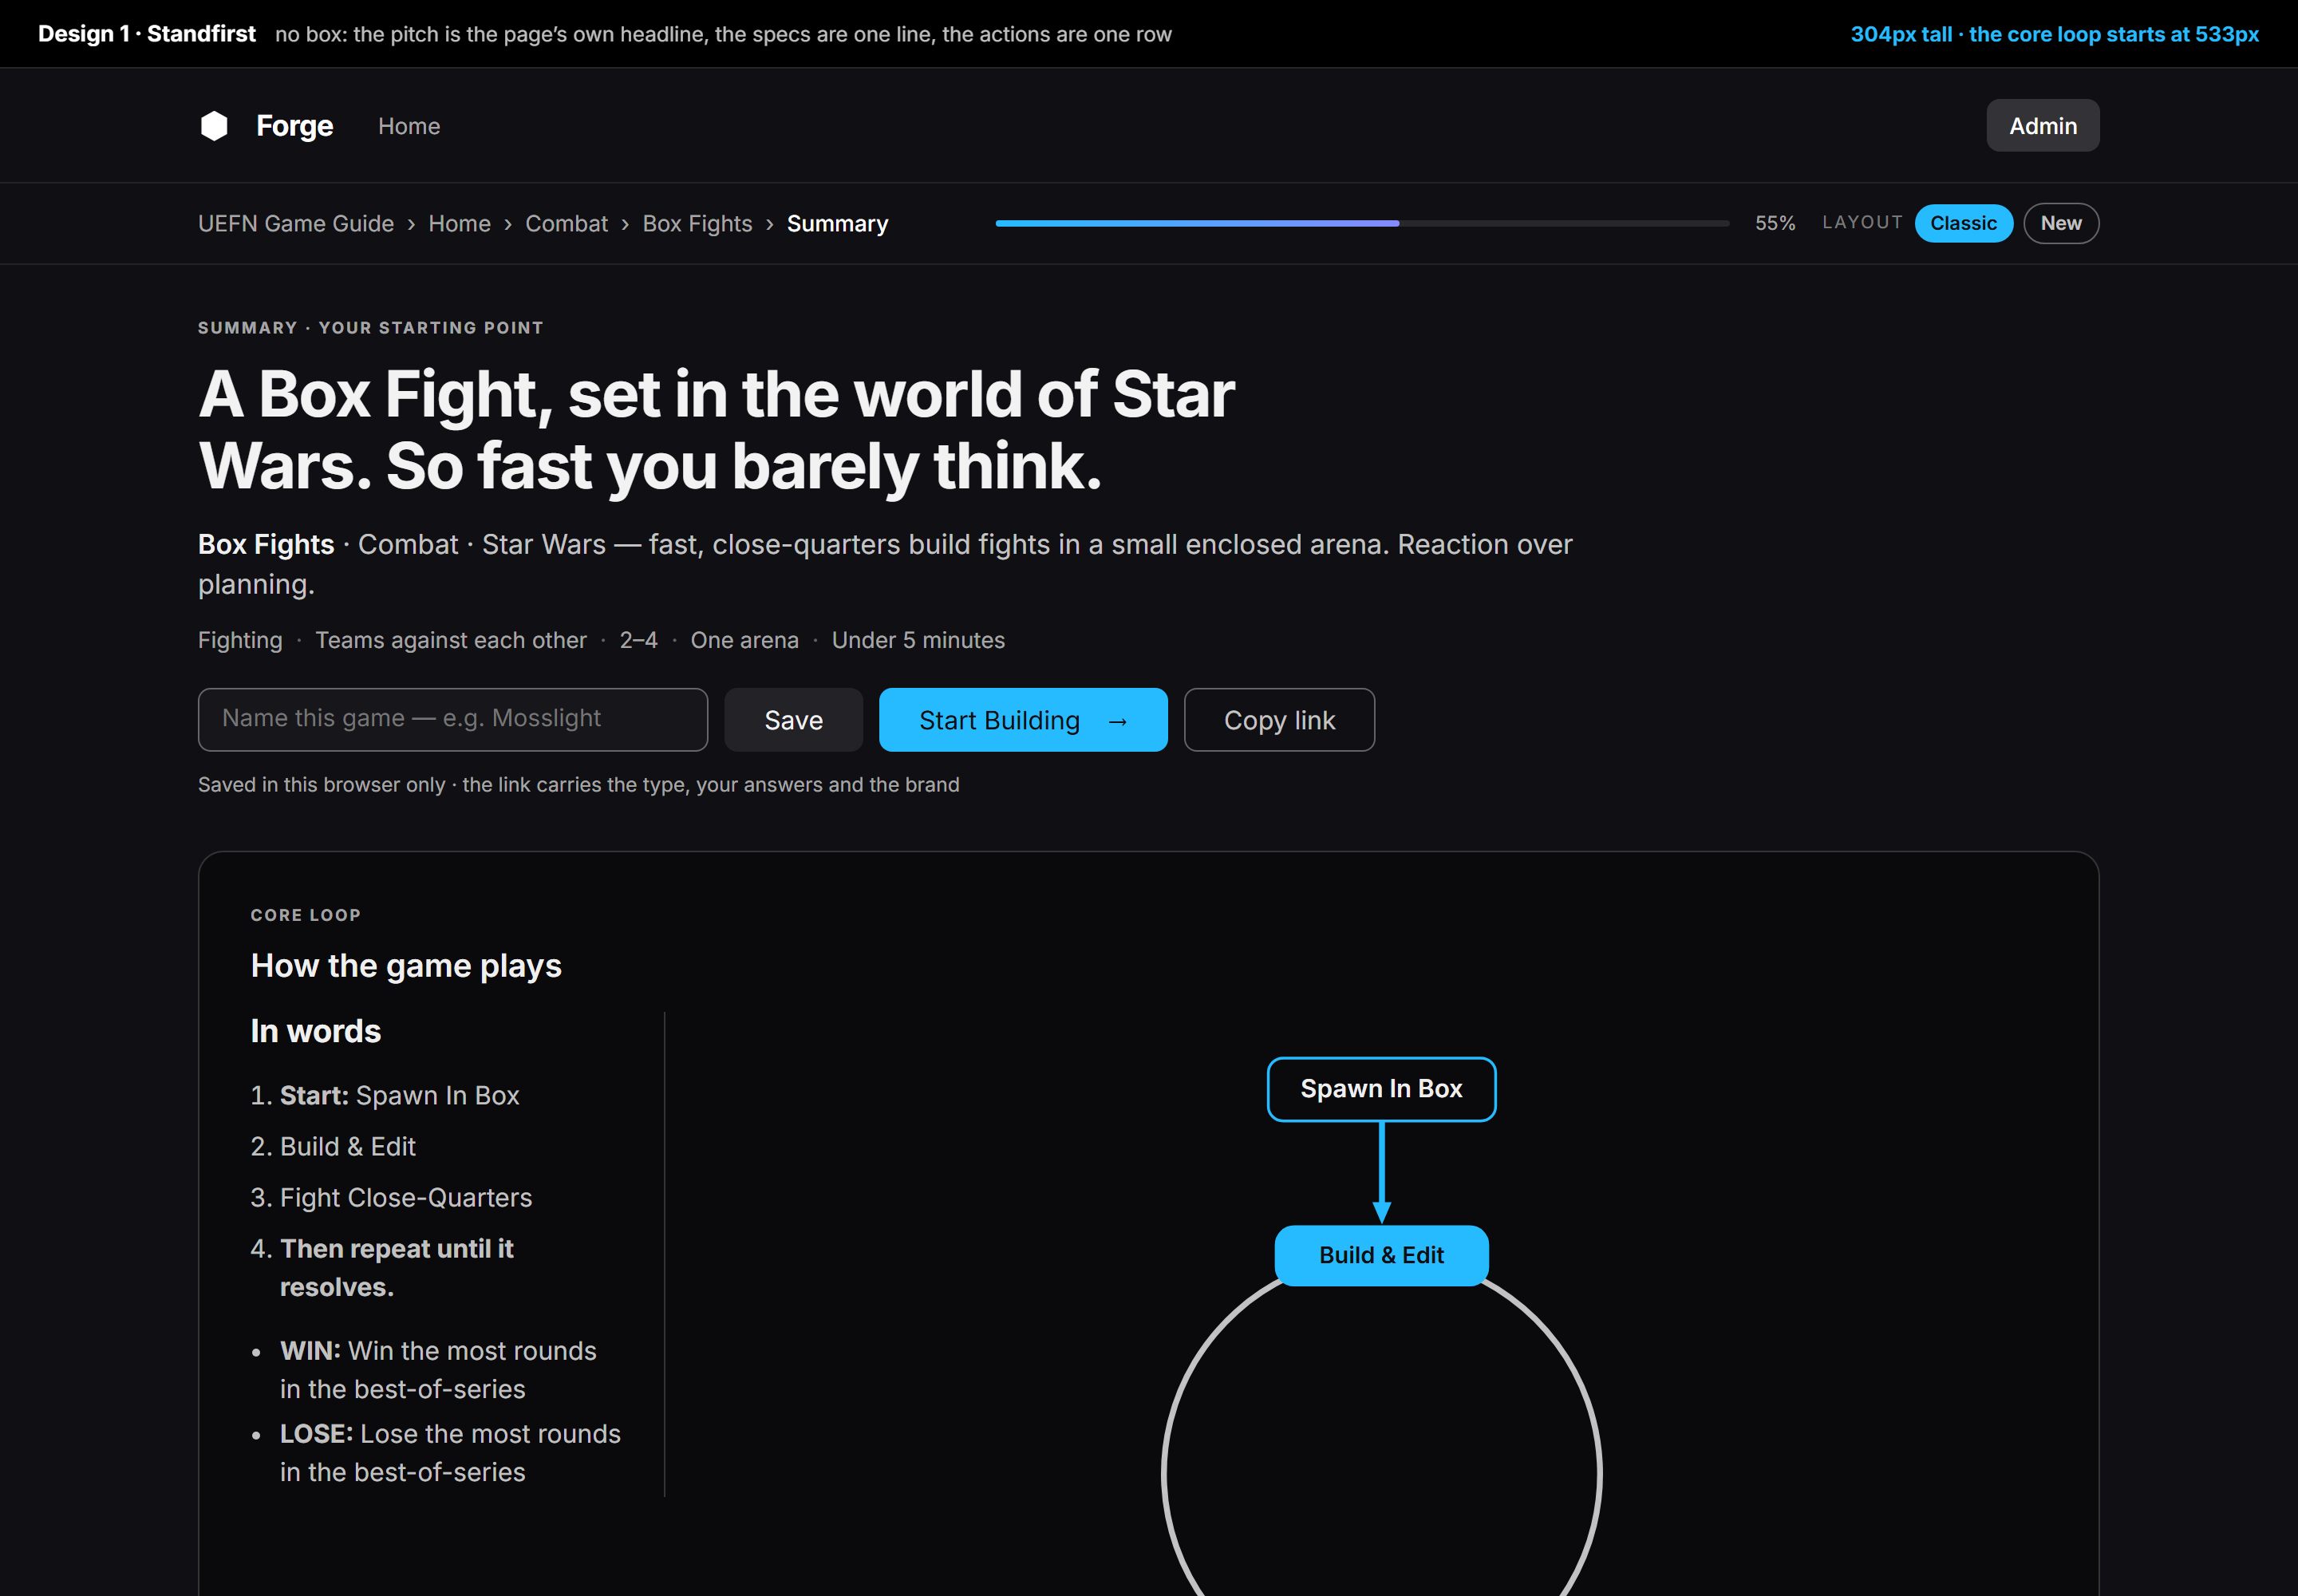 Design 1 · Standfirst no box: the pitch is the page’s own headline, the specs are one line, the actions are one row 304px tall · the core loop starts at 533px
Forge Home Admin
UEFN Game Guide › Home › Combat › Box Fights › Summary 55% LAYOUT Classic New
SUMMARY · YOUR STARTING POINT
A Box Fight, set in the world of Star
Wars. So fast you barely think.
Box Fights · Combat · Star Wars — fast, close-quarters build fights in a small enclosed arena. Reaction over
planning.
Fighting · Teams against each other · 2–4 · One arena · Under 5 minutes
Name this game — e.g. Mosslight Save Start Building → Copy link
Saved in this browser only · the link carries the type, your answers and the brand
CORE LOOP
How the game plays
In words
1. Start: Spawn In Box
2. Build & Edit
3. Fight Close-Quarters
4. Then repeat until it
resolves.
• WIN: Win the most rounds
in the best-of-series
• LOSE: Lose the most rounds
in the best-of-series
Spawn In Box
Build & Edit